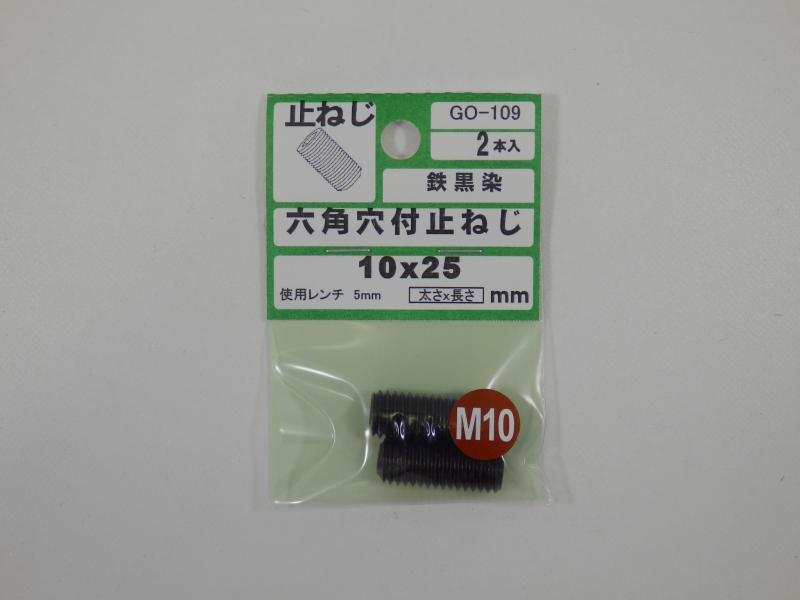 止ねじ
GO-109
2本入
鉄黒染
六角穴付止ねじ
10x25
使用レンチ 5mm 太さx長さ mm
M10